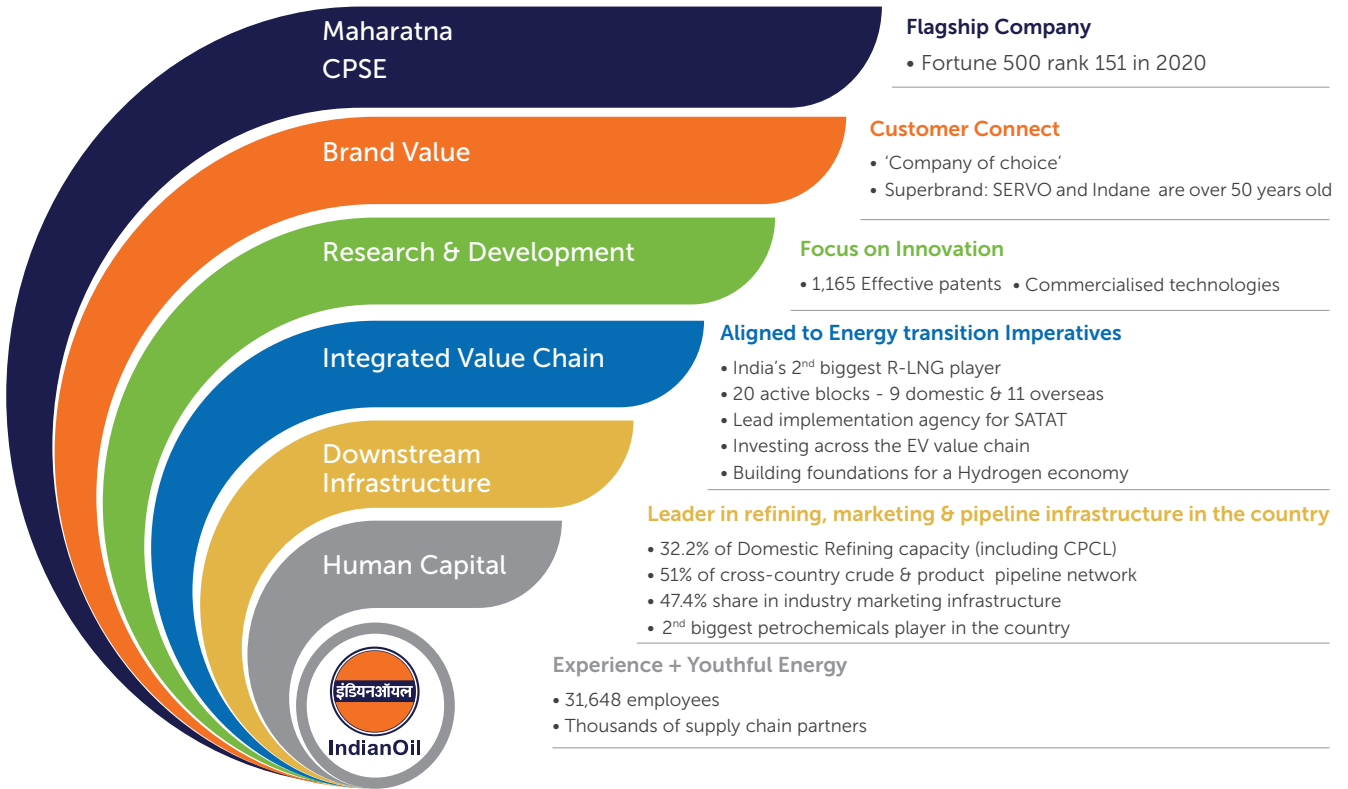 Maharatna
CPSE
Flagship Company
• Fortune 500 rank 151 in 2020
Brand Value
Customer Connect
• ‘Company of choice’
• Superbrand: SERVO and Indane are over 50 years old
Research & Development
Focus on Innovation
• 1,165 Effective patents • Commercialised technologies
Integrated Value Chain
Aligned to Energy transition Imperatives
• India's 2nd biggest R-LNG player
• 20 active blocks - 9 domestic & 11 overseas
• Lead implementation agency for SATAT
• Investing across the EV value chain
• Building foundations for a Hydrogen economy
Downstream
Infrastructure
Leader in refining, marketing & pipeline infrastructure in the country
• 32.2% of Domestic Refining capacity (including CPCL)
• 51% of cross-country crude & product pipeline network
• 47.4% share in industry marketing infrastructure
• 2nd biggest petrochemicals player in the country
Human Capital
Experience + Youthful Energy
• 31,648 employees
• Thousands of supply chain partners
इंडियनऑयल
IndianOil